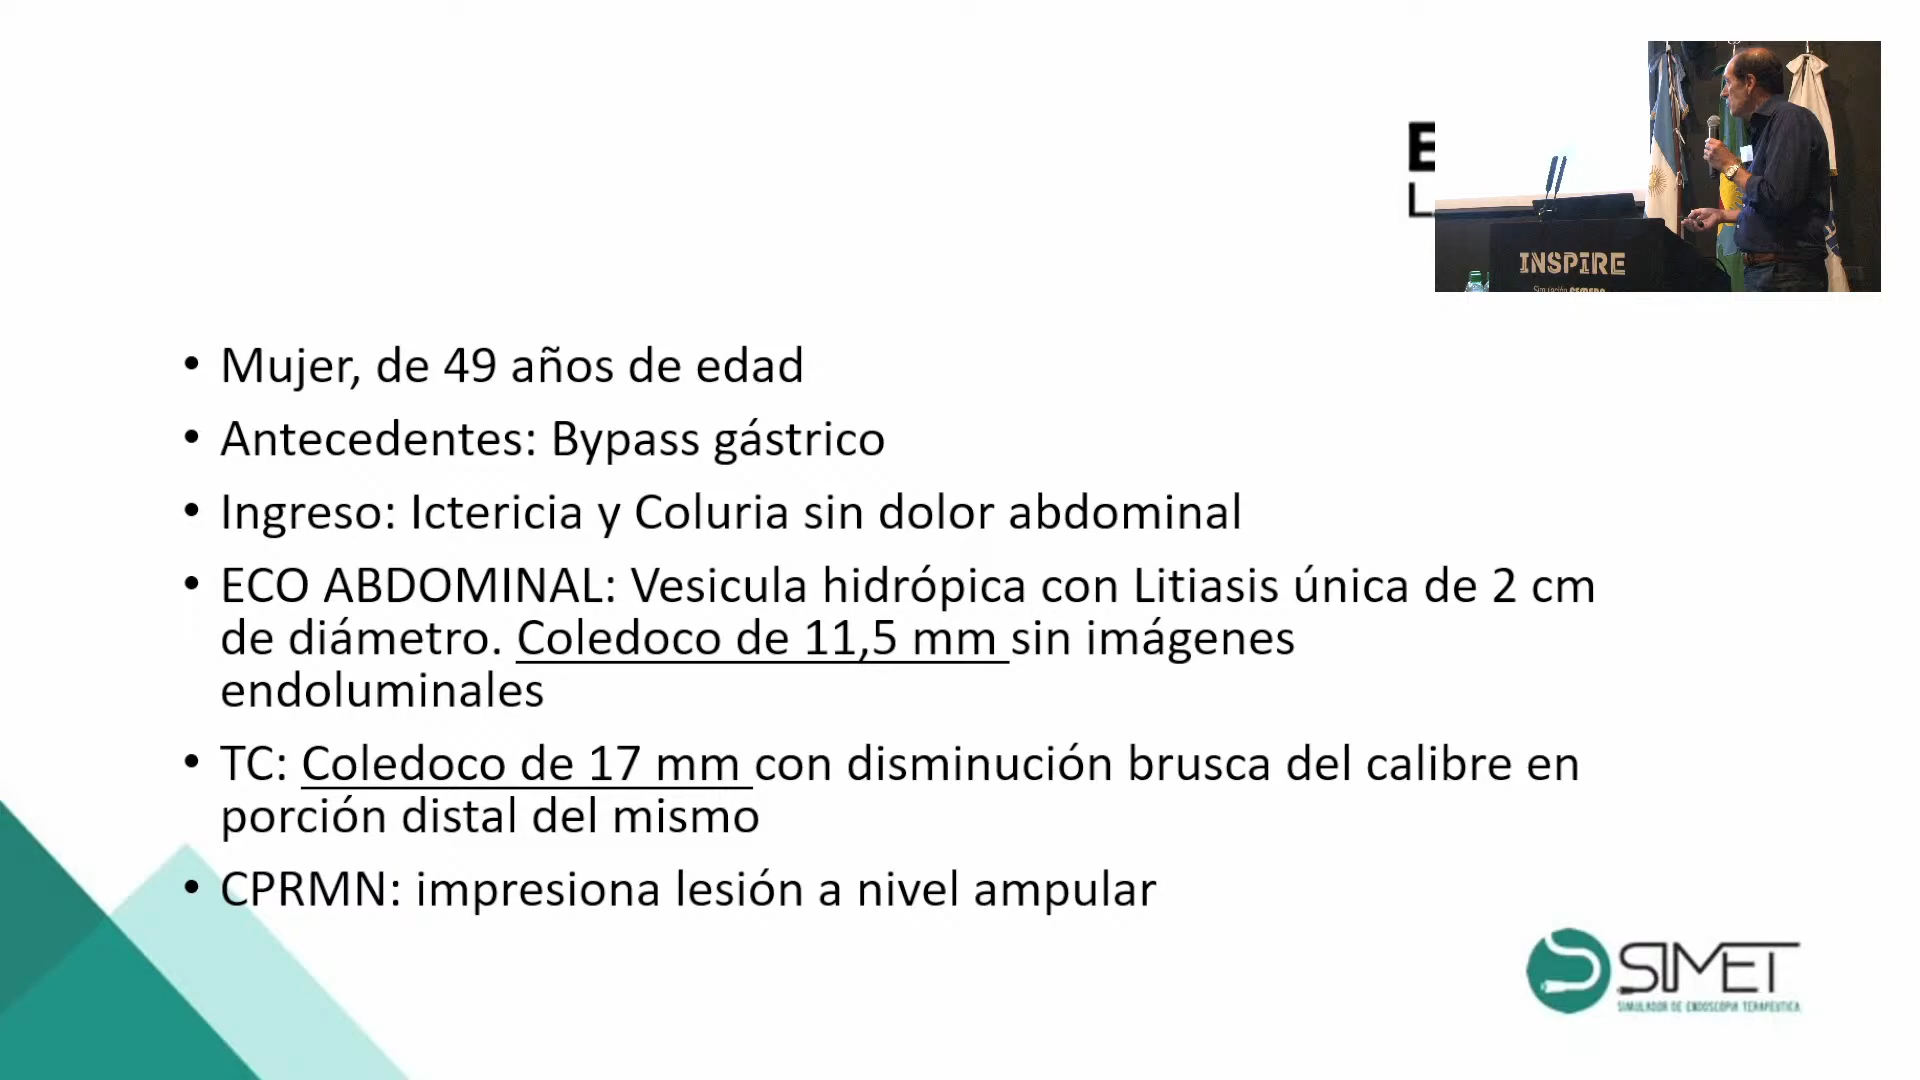 INSPIRE
• Mujer, de 49 años de edad
• Antecedentes: Bypass gástrico
• Ingreso: Ictericia y Coluria sin dolor abdominal
• ECO ABDOMINAL: Vesicula hidrópica con Litiasis única de 2 cm
de diámetro. Coledoco de 11,5 mm sin imágenes
endoluminales
• TC: Coledoco de 17 mm con disminución brusca del calibre en
porción distal del mismo
• CPRMN: impresiona lesión a nivel ampular
SIMET
SIMULADOR DE ENDOSCOPIA TERAPEUTICA